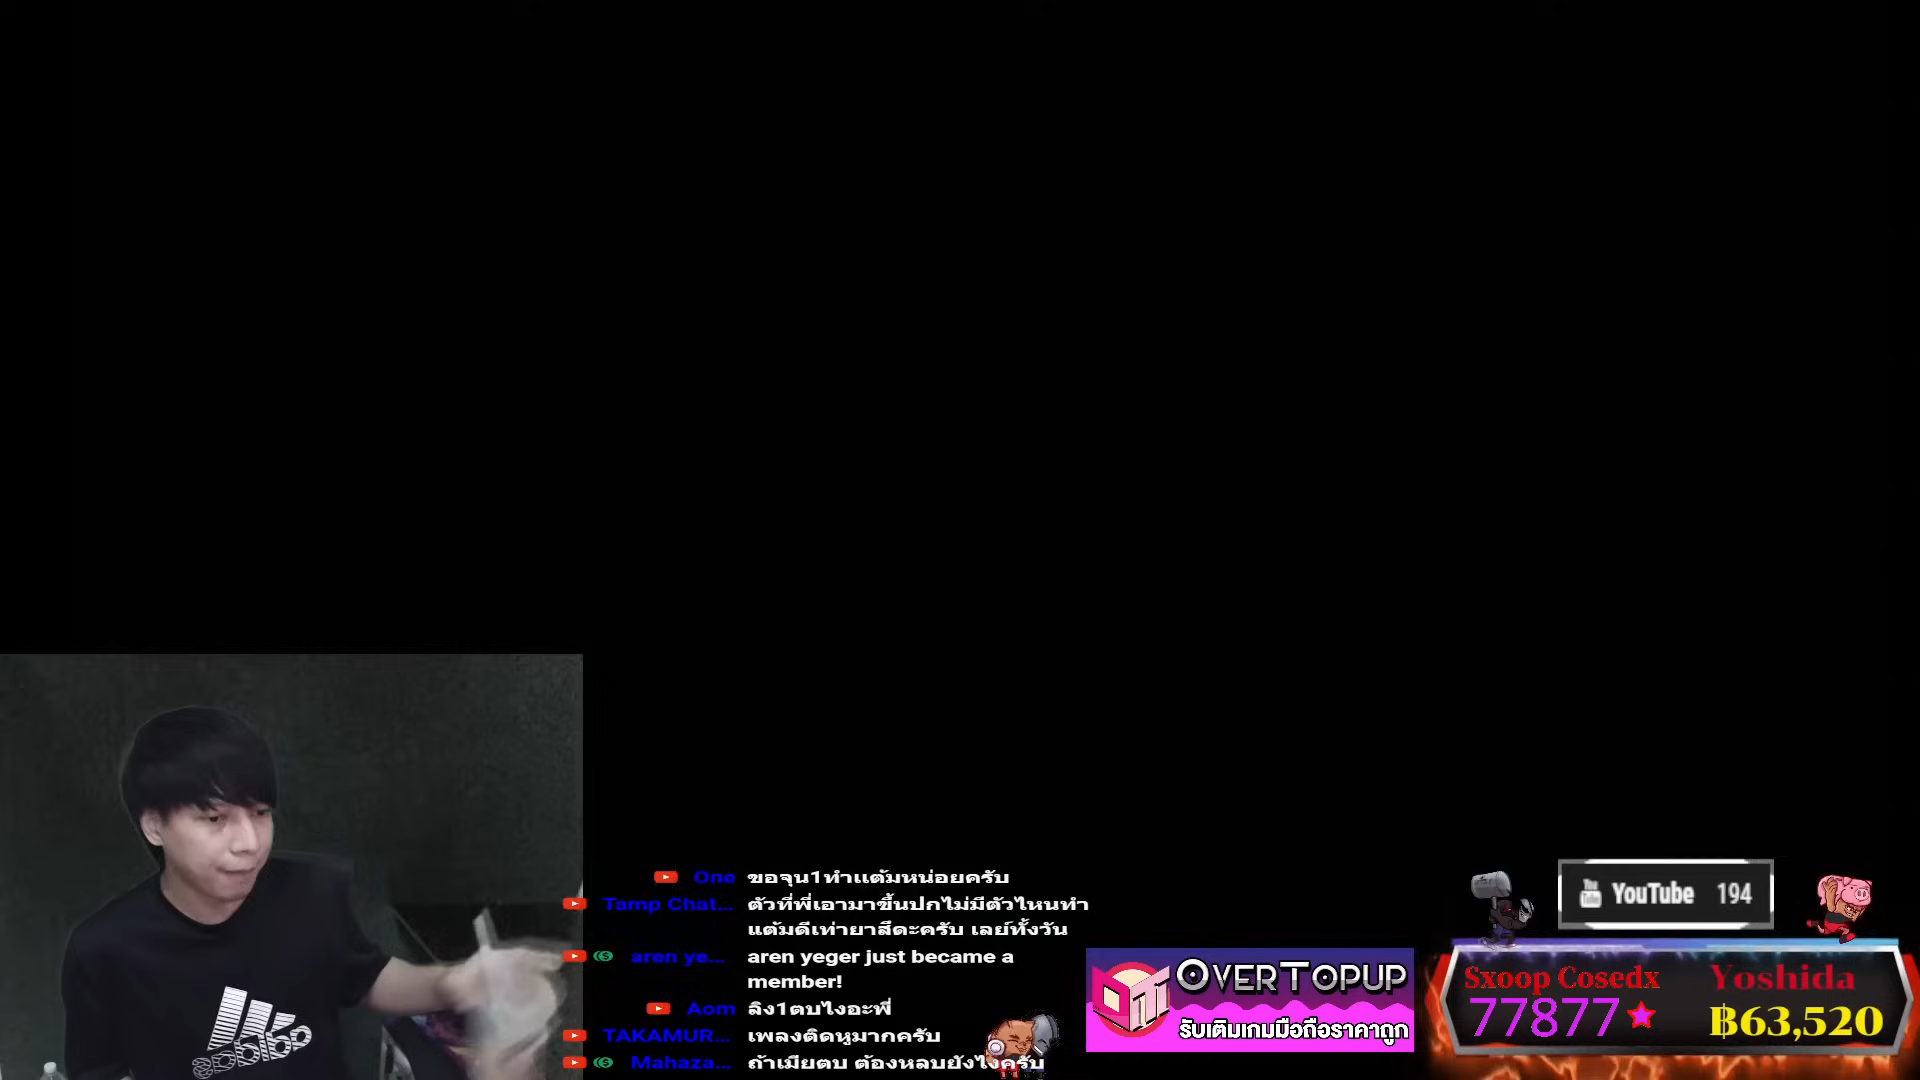 One ขอจุน1ทำแต้มหน่อยครับ
Tamp Chat... ตัวที่พี่เอามาขึ้นปกไม่มีตัวไหนทำ
แต้มดีเท่ายาสึดะครับ เลย์ทั้งวัน
aren ye... aren yeger just became a
member!
Aom ลิง1ตบไงอะพี่
TAKAMUR... เพลงติดหูมากครับ
Mahaza... ถ้าเมียตบ ต้องหลบยังไงครับ
OVERTOPUP
รับเติมเกมมือถือราคาถูก
YouTube 194
Sxoop Cosedx
77877
Yoshida
฿63,520